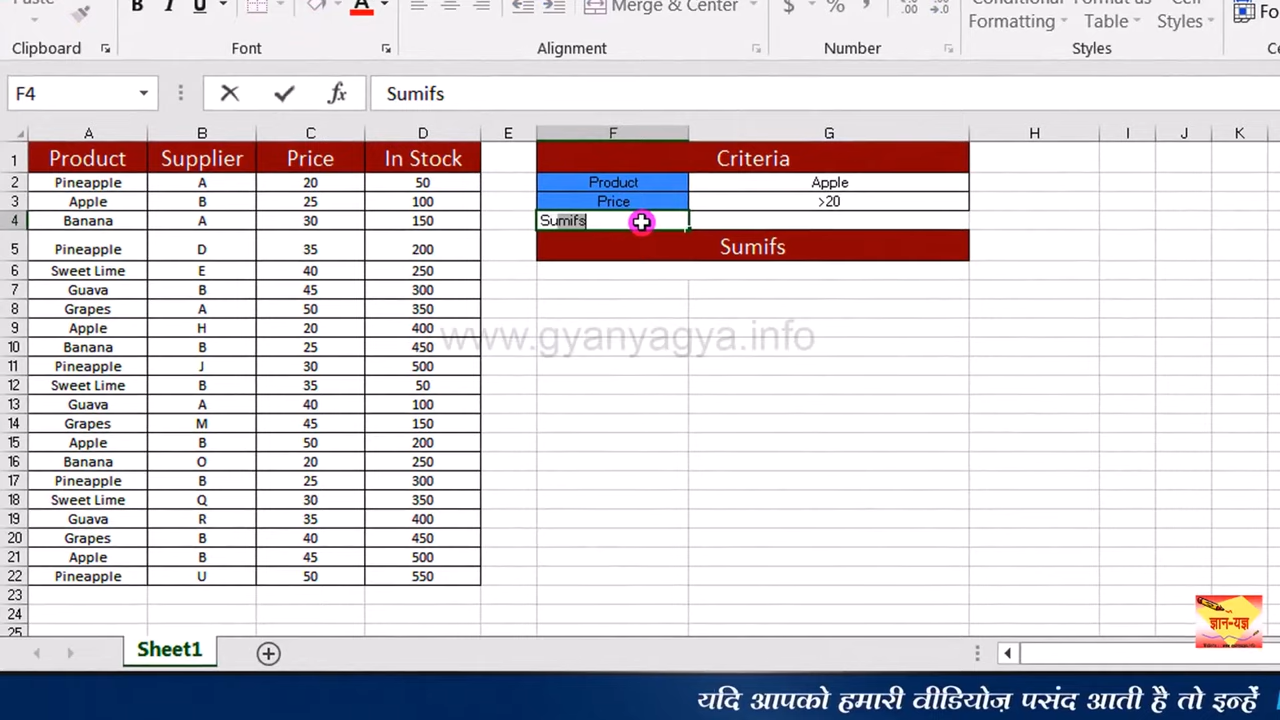 Paste
B I U A
Merge & Center
$ % ,
Conditional Format as Cell
Formatting Table Styles
Clipboard Font Alignment Number Styles
F4 fx Sumifs
A B C D E F G H I J K
1 Product Supplier Price In Stock Criteria
2 Pineapple A 20 50 Product Apple
3 Apple B 25 100 Price >20
4 Banana A 30 150 Sumifs
5 Pineapple D 35 200 Sumifs
6 Sweet Lime E 40 250
7 Guava B 45 300
8 Grapes A 50 350
9 Apple H 20 400
www.gyanyagya.info
10 Banana B 25 450
11 Pineapple J 30 500
12 Sweet Lime B 35 50
13 Guava A 40 100
14 Grapes M 45 150
15 Apple B 50 200
16 Banana O 20 250
17 Pineapple B 25 300
18 Sweet Lime Q 30 350
19 Guava R 35 400
20 Grapes B 40 450
21 Apple B 45 500
22 Pineapple U 50 550
23
24
25
ज्ञान-यज्ञ
Sheet1
यदि आपको हमारी वीडियोज़ पसंद आती है तो इन्हें